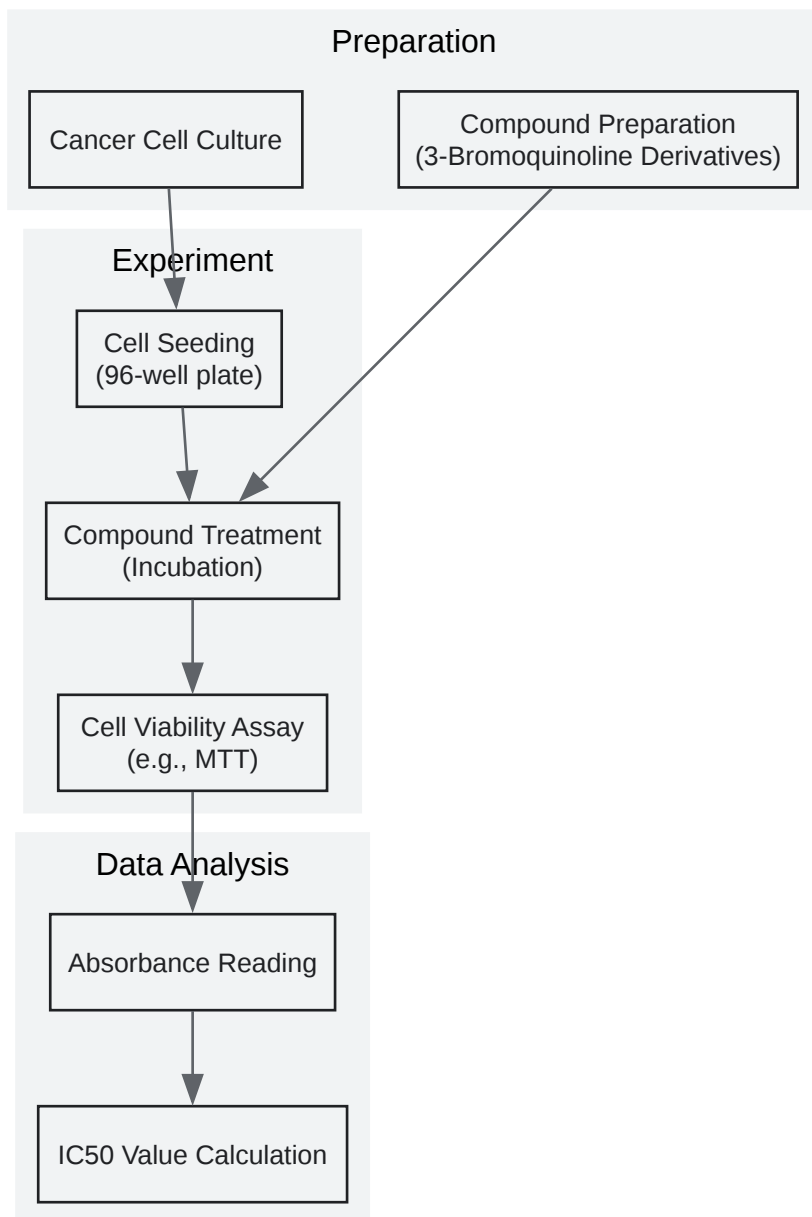 Preparation
Cancer Cell Culture
Compound Preparation
(3-Bromoquinoline Derivatives)
Experiment
Cell Seeding
(96-well plate)
Compound Treatment
(Incubation)
Cell Viability Assay
(e.g., MTT)
Data Analysis
Absorbance Reading
IC50 Value Calculation